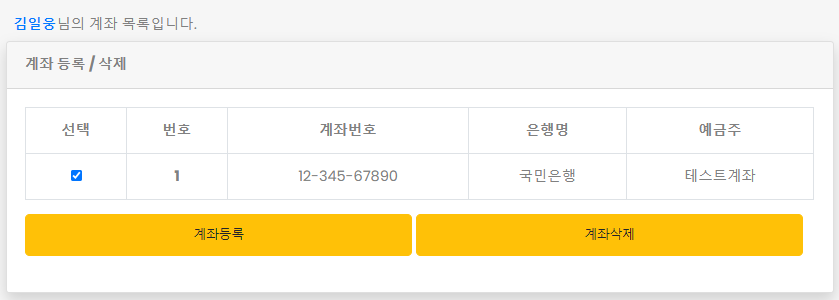 김일웅님의 계좌 목록입니다.
계좌 등록 / 삭제
선택 번호 계좌번호 은행명 예금주
1 12-345-67890 국민은행 테스트계좌
계좌등록 계좌삭제